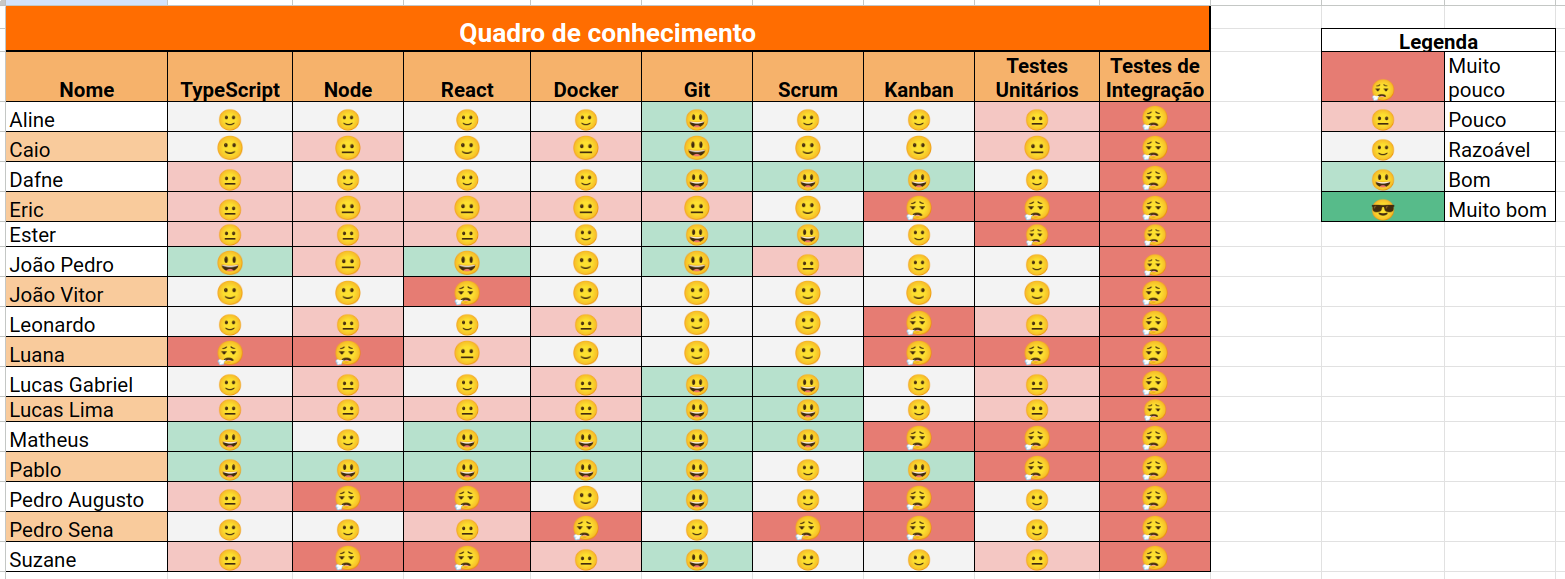 Quadro de conhecimento
Nome TypeScript Node React Docker Git Scrum Kanban Testes Unitários Testes de Integração
Aline 🙂 🙂 🙂 🙂 😃 🙂 🙂 😐 😮‍💨
Caio 🙂 😐 🙂 😐 😃 🙂 🙂 😐 😮‍💨
Dafne 😐 🙂 🙂 🙂 😃 😃 😃 🙂 😮‍💨
Eric 😐 😐 😐 😐 😐 🙂 😮‍💨 😮‍💨 😮‍💨
Ester 😐 😐 😐 🙂 😃 😃 🙂 😮‍💨 😮‍💨
João Pedro 😃 😐 😃 🙂 😃 😐 🙂 🙂 😮‍💨
João Vitor 🙂 🙂 😮‍💨 🙂 🙂 🙂 🙂 🙂 😮‍💨
Leonardo 🙂 😐 🙂 😐 🙂 🙂 😮‍💨 😐 😮‍💨
Luana 😮‍💨 😮‍💨 😐 🙂 🙂 🙂 😮‍💨 😮‍💨 😮‍💨
Lucas Gabriel 🙂 😐 🙂 😐 😃 😃 🙂 😐 😮‍💨
Lucas Lima 😐 😐 😐 😐 😃 😃 🙂 😐 😮‍💨
Matheus 😃 🙂 😃 😃 😃 😃 😮‍💨 😮‍💨 😮‍💨
Pablo 😃 😃 😃 😃 😃 🙂 😃 😮‍💨 😮‍💨
Pedro Augusto 😐 😮‍💨 😮‍💨 🙂 😃 🙂 😮‍💨 🙂 😮‍💨
Pedro Sena 🙂 🙂 😐 😮‍💨 🙂 😮‍💨 😮‍💨 🙂 😮‍💨
Suzane 😐 😮‍💨 😮‍💨 😐 😃 🙂 🙂 😐 😮‍💨
Legenda
😮‍💨 Muito pouco
😐 Pouco
🙂 Razoável
😃 Bom
😎 Muito bom